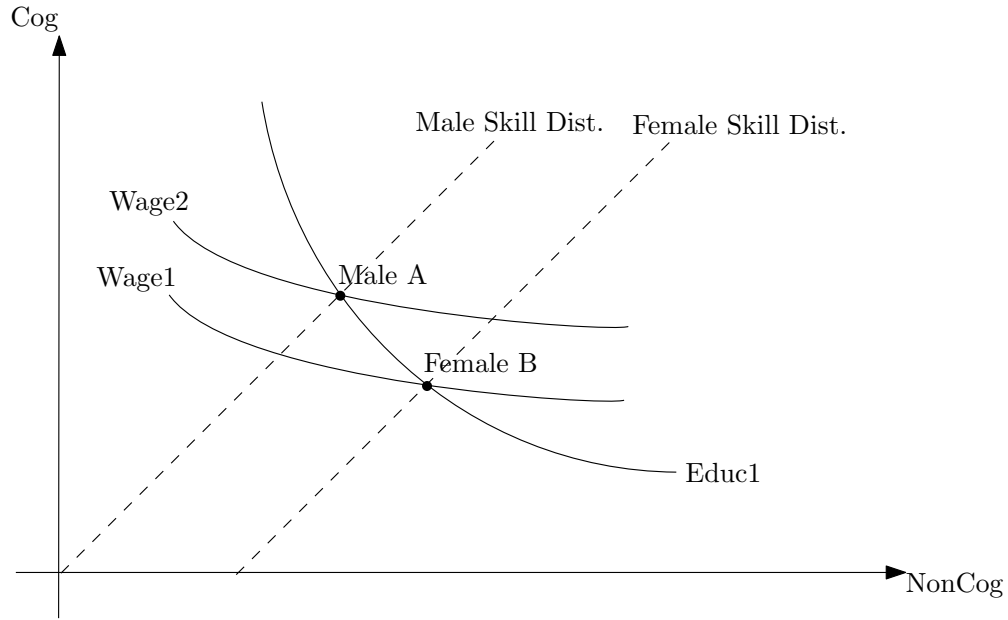 Cog
Male Skill Dist.
Female Skill Dist.
Wage2
Wage1
Male A
Female B
Educ1
NonCog